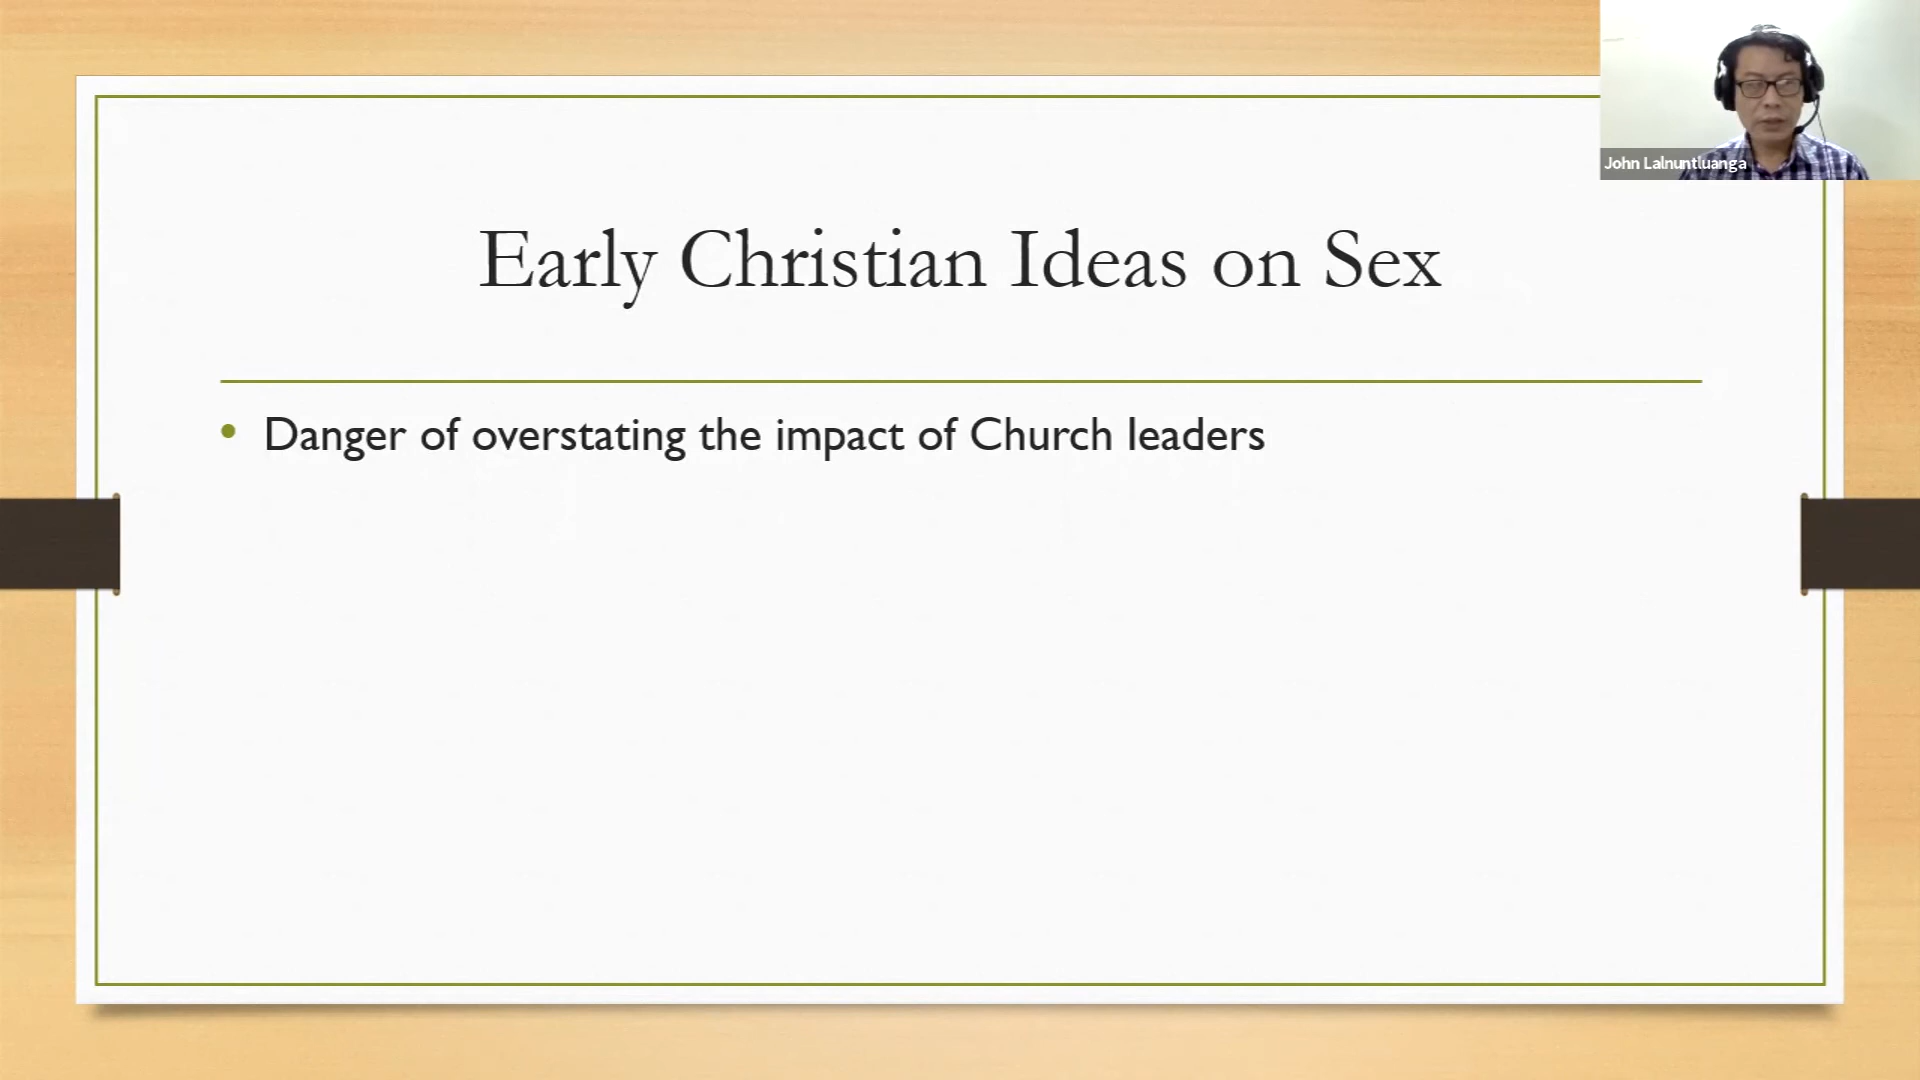 John Lalnuntluanga
Early Christian Ideas on Sex
• Danger of overstating the impact of Church leaders